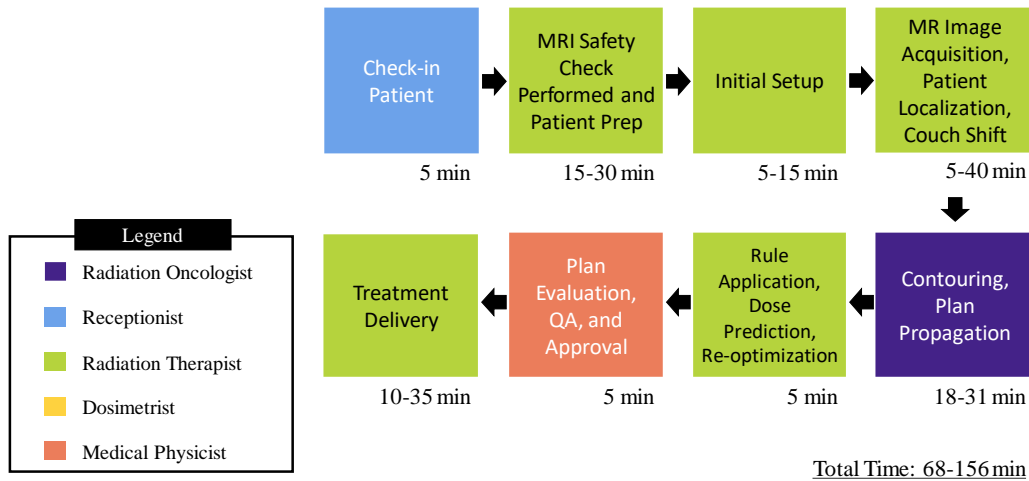 Check-in
Patient
5 min
MRI Safety
Check
Performed and
Patient Prep
15-30 min
Initial Setup
5-15 min
MR Image
Acquisition,
Patient
Localization,
Couch Shift
5-40 min
Contouring,
Plan
Propagation
18-31 min
Rule
Application,
Dose
Prediction,
Re-optimization
5 min
Plan
Evaluation,
QA, and
Approval
5 min
Treatment
Delivery
10-35 min
Legend
Radiation Oncologist
Receptionist
Radiation Therapist
Dosimetrist
Medical Physicist
Total Time: 68-156 min